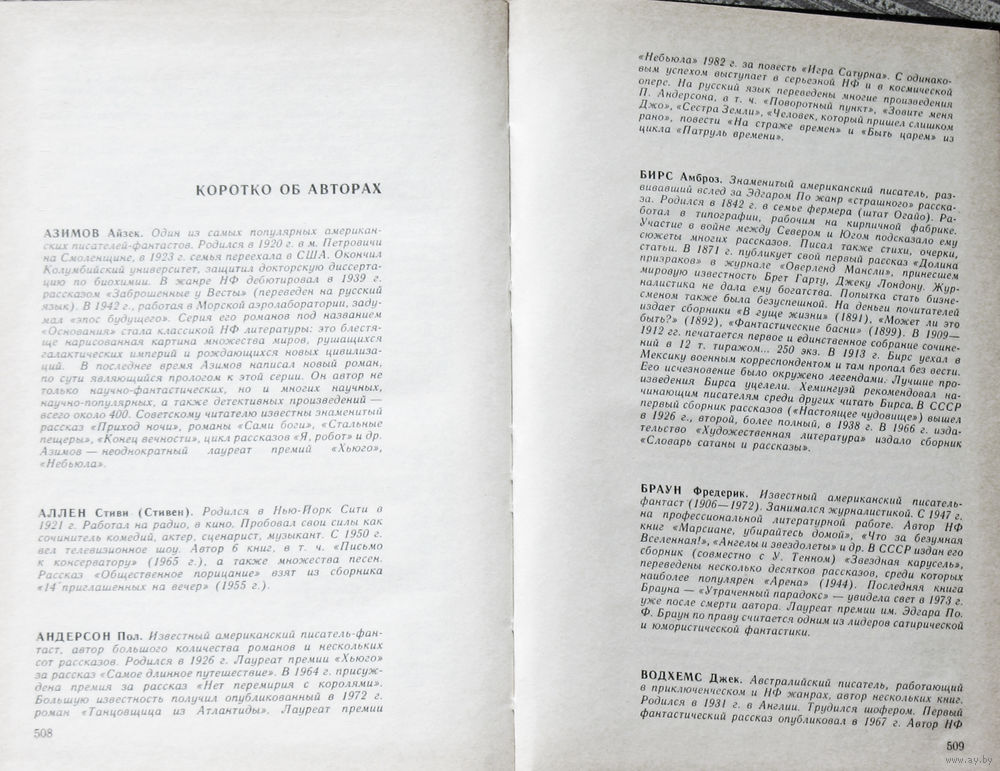 КОРОТКО ОБ АВТОРАХ
АЗИМОВ Айзек. Один из самых популярных американ-
ских писателей-фантастов. Родился в 1920 г. в м. Петровичи
на Смоленщине, в 1923 г. семья переехала в США. Окончил
Колумбийский университет, защитил докторскую диссерта-
цию по биохимии. В жанре НФ дебютировал в 1939 г.
рассказом «Заброшенные у Весты» (переведен на русский
язык). В 1942 г., работая в Морской аэролаборатории, заду-
мал «эпос будущего». Серия его романов под названием
«Основания» стала классикой НФ литературы: это блестя-
ще нарисованная картина множества миров, рушащихся
галактических империй и рождающихся новых цивилиза-
ций. В последнее время Азимов написал новый роман,
по сути являющийся прологом к этой серии. Он автор не
только научно-фантастических, но и многих научных,
научно-популярных, а также детективных произведений —
всего около 400. Советскому читателю известны знаменитый
рассказ «Приход ночи», романы «Сами боги», «Стальные
пещеры», «Конец вечности», цикл рассказов «Я, робот» и др.
Азимов — неоднократный лауреат премий «Хьюго»,
«Небьюла».
АЛЛЕН Стиви (Стивен). Родился в Нью-Йорк Сити в
1921 г. Работал на радио, в кино. Пробовал свои силы как
сочинитель комедий, актер, сценарист, музыкант. С 1950 г.
вел телевизионное шоу. Автор 6 книг, в т. ч. «Письмо
к консерватору» (1965 г.), а также множества песен.
Рассказ «Общественное порицание» взят из сборника
«14 приглашенных на вечер» (1955 г.).
АНДЕРСОН Пол. Известный американский писатель-фан-
таст, автор большого количества романов и нескольких
сот рассказов. Родился в 1926 г. Лауреат премии «Хьюго»
за рассказ «Самое длинное путешествие». В 1964 г. присуж-
дена премия за рассказ «Нет перемирия с королями».
Большую известность получил опубликованный в 1972 г.
роман «Танцовщица из Атлантиды». Лауреат премии
508
«Небьюла» 1982 г. за повесть «Игра Сатурна». С одинако-
вым успехом выступает в серьезной НФ и в космической
опере. На русский язык переведены многие произведения
П. Андерсона, в т. ч. «Поворотный пункт», «Зовите меня
Джо», «Сестра Земли», «Человек, который пришел слишком
рано», повести «На страже времен» и «Быть царем» из
цикла «Патруль времени».
БИРС Амброз. Знаменитый американский писатель, раз-
вивавший вслед за Эдгаром По жанр «страшного» расска-
за. Родился в 1842 г. в семье фермера (штат Огайо). Ра-
ботал в типографии, рабочим на кирпичной фабрике.
Участие в войне между Севером и Югом подсказало ему
сюжеты многих рассказов. Писал также стихи, очерки,
статьи. В 1871 г. публикует свой первый рассказ «Долина
призраков» в журнале «Оверленд Мансли», принесшем
мировую известность Брет Гарту, Джеку Лондону. Жур-
налистика не дала ему богатства. Попытка стать бизне-
сменом также была безуспешной. На деньги почитателей
издает сборники «В гуще жизни» (1891), «Может ли это
быть?» (1892), «Фантастические басни» (1899). В 1909—
1912 гг. печатается первое и единственное собрание сочине-
ний в 12 т. тиражом... 250 экз. В 1913 г. Бирс уехал в
Мексику военным корреспондентом и там пропал без вести.
Его исчезновение было окружено легендами. Лучшие про-
изведения Бирса уцелели. Хемингуэй рекомендовал на-
чинающим писателям среди других читать Бирса. В СССР
первый сборник рассказов («Настоящее чудовище») вышел
в 1926 г., второй, более полный, в 1938 г. В 1966 г. изда-
тельство «Художественная литература» издало сборник
«Словарь сатаны и рассказы».
БРАУН Фредерик. Известный американский писатель-
фантаст (1906—1972). Занимался журналистикой. С 1947 г.
на профессиональной литературной работе. Автор НФ
книг «Марсиане, убирайтесь домой», «Что за безумная
Вселенная!», «Ангелы и звездолеты» и др. В СССР издан его
сборник (совместно с У. Тенном) «Звездная карусель»,
переведены несколько десятков рассказов, среди которых
наиболее популярен «Арена» (1944). Последняя книга
Брауна — «Утраченный парадокс» — увидела свет в 1973 г.
уже после смерти автора. Лауреат премии им. Эдгара По.
Ф. Браун по праву считается одним из лидеров сатирической
и юмористической фантастики.
ВОДХЕМС Джек. Австралийский писатель, работающий
в приключенческом и НФ жанрах, автор нескольких книг.
Родился в 1931 г. в Англии. Трудился шофером. Первый
фантастический рассказ опубликовал в 1967 г. Автор НФ
509
www.ay.by